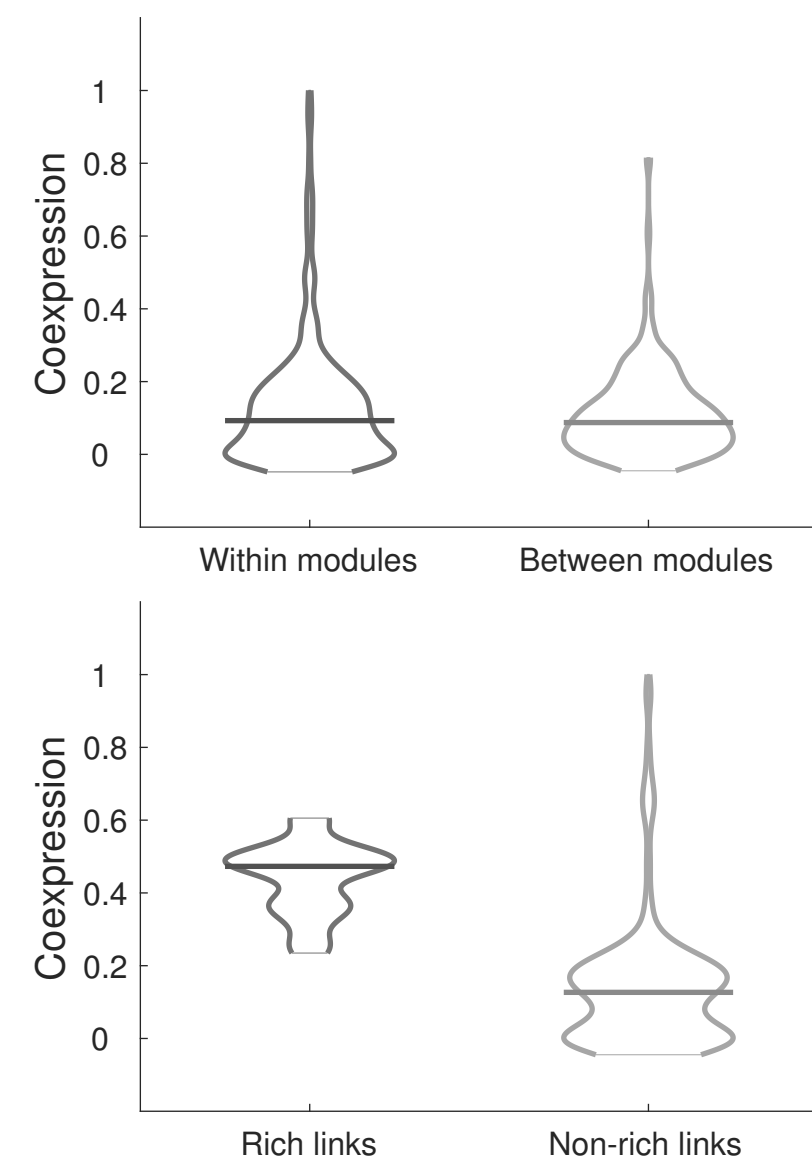 Coexpression
1
0.8
0.6
0.4
0.2
0
Within modules
Between modules
Coexpression
1
0.8
0.6
0.4
0.2
0
Rich links
Non-rich links